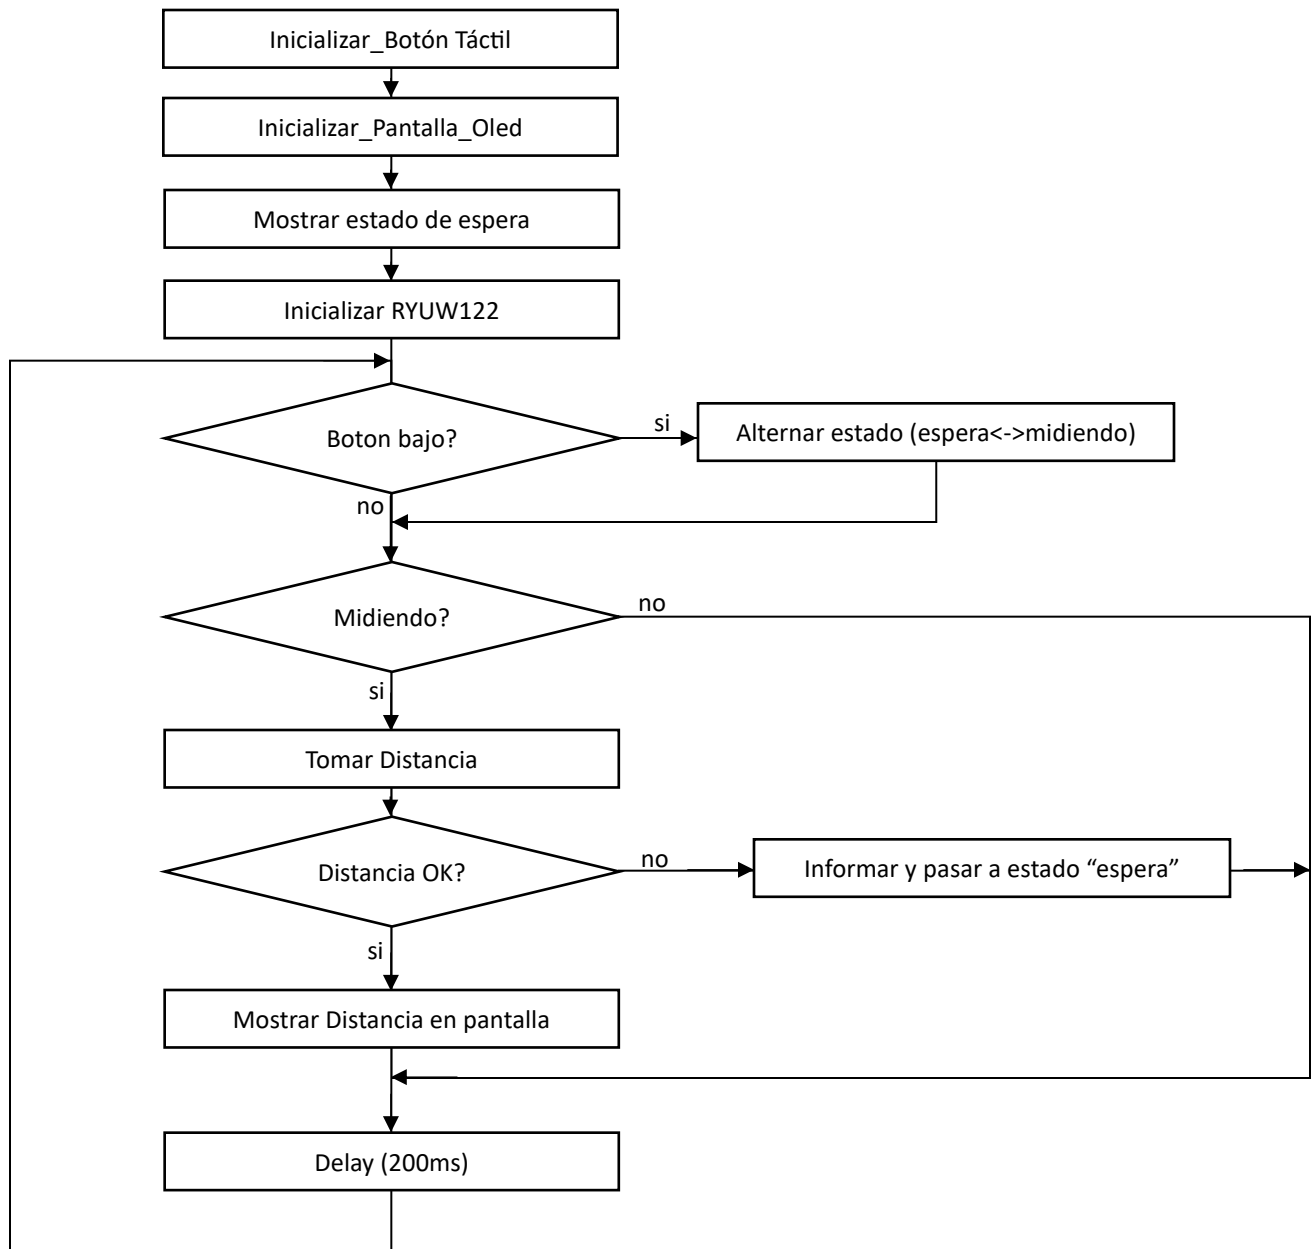 Inicializar_Botón Táctil
Inicializar_Pantalla_Oled
Mostrar estado de espera
Inicializar RYUW122
Boton bajo?
si
Alternar estado (espera<->midiendo)
no
Midiendo?
no
si
Tomar Distancia
Distancia OK?
no
Informar y pasar a estado “espera”
si
Mostrar Distancia en pantalla
Delay (200ms)